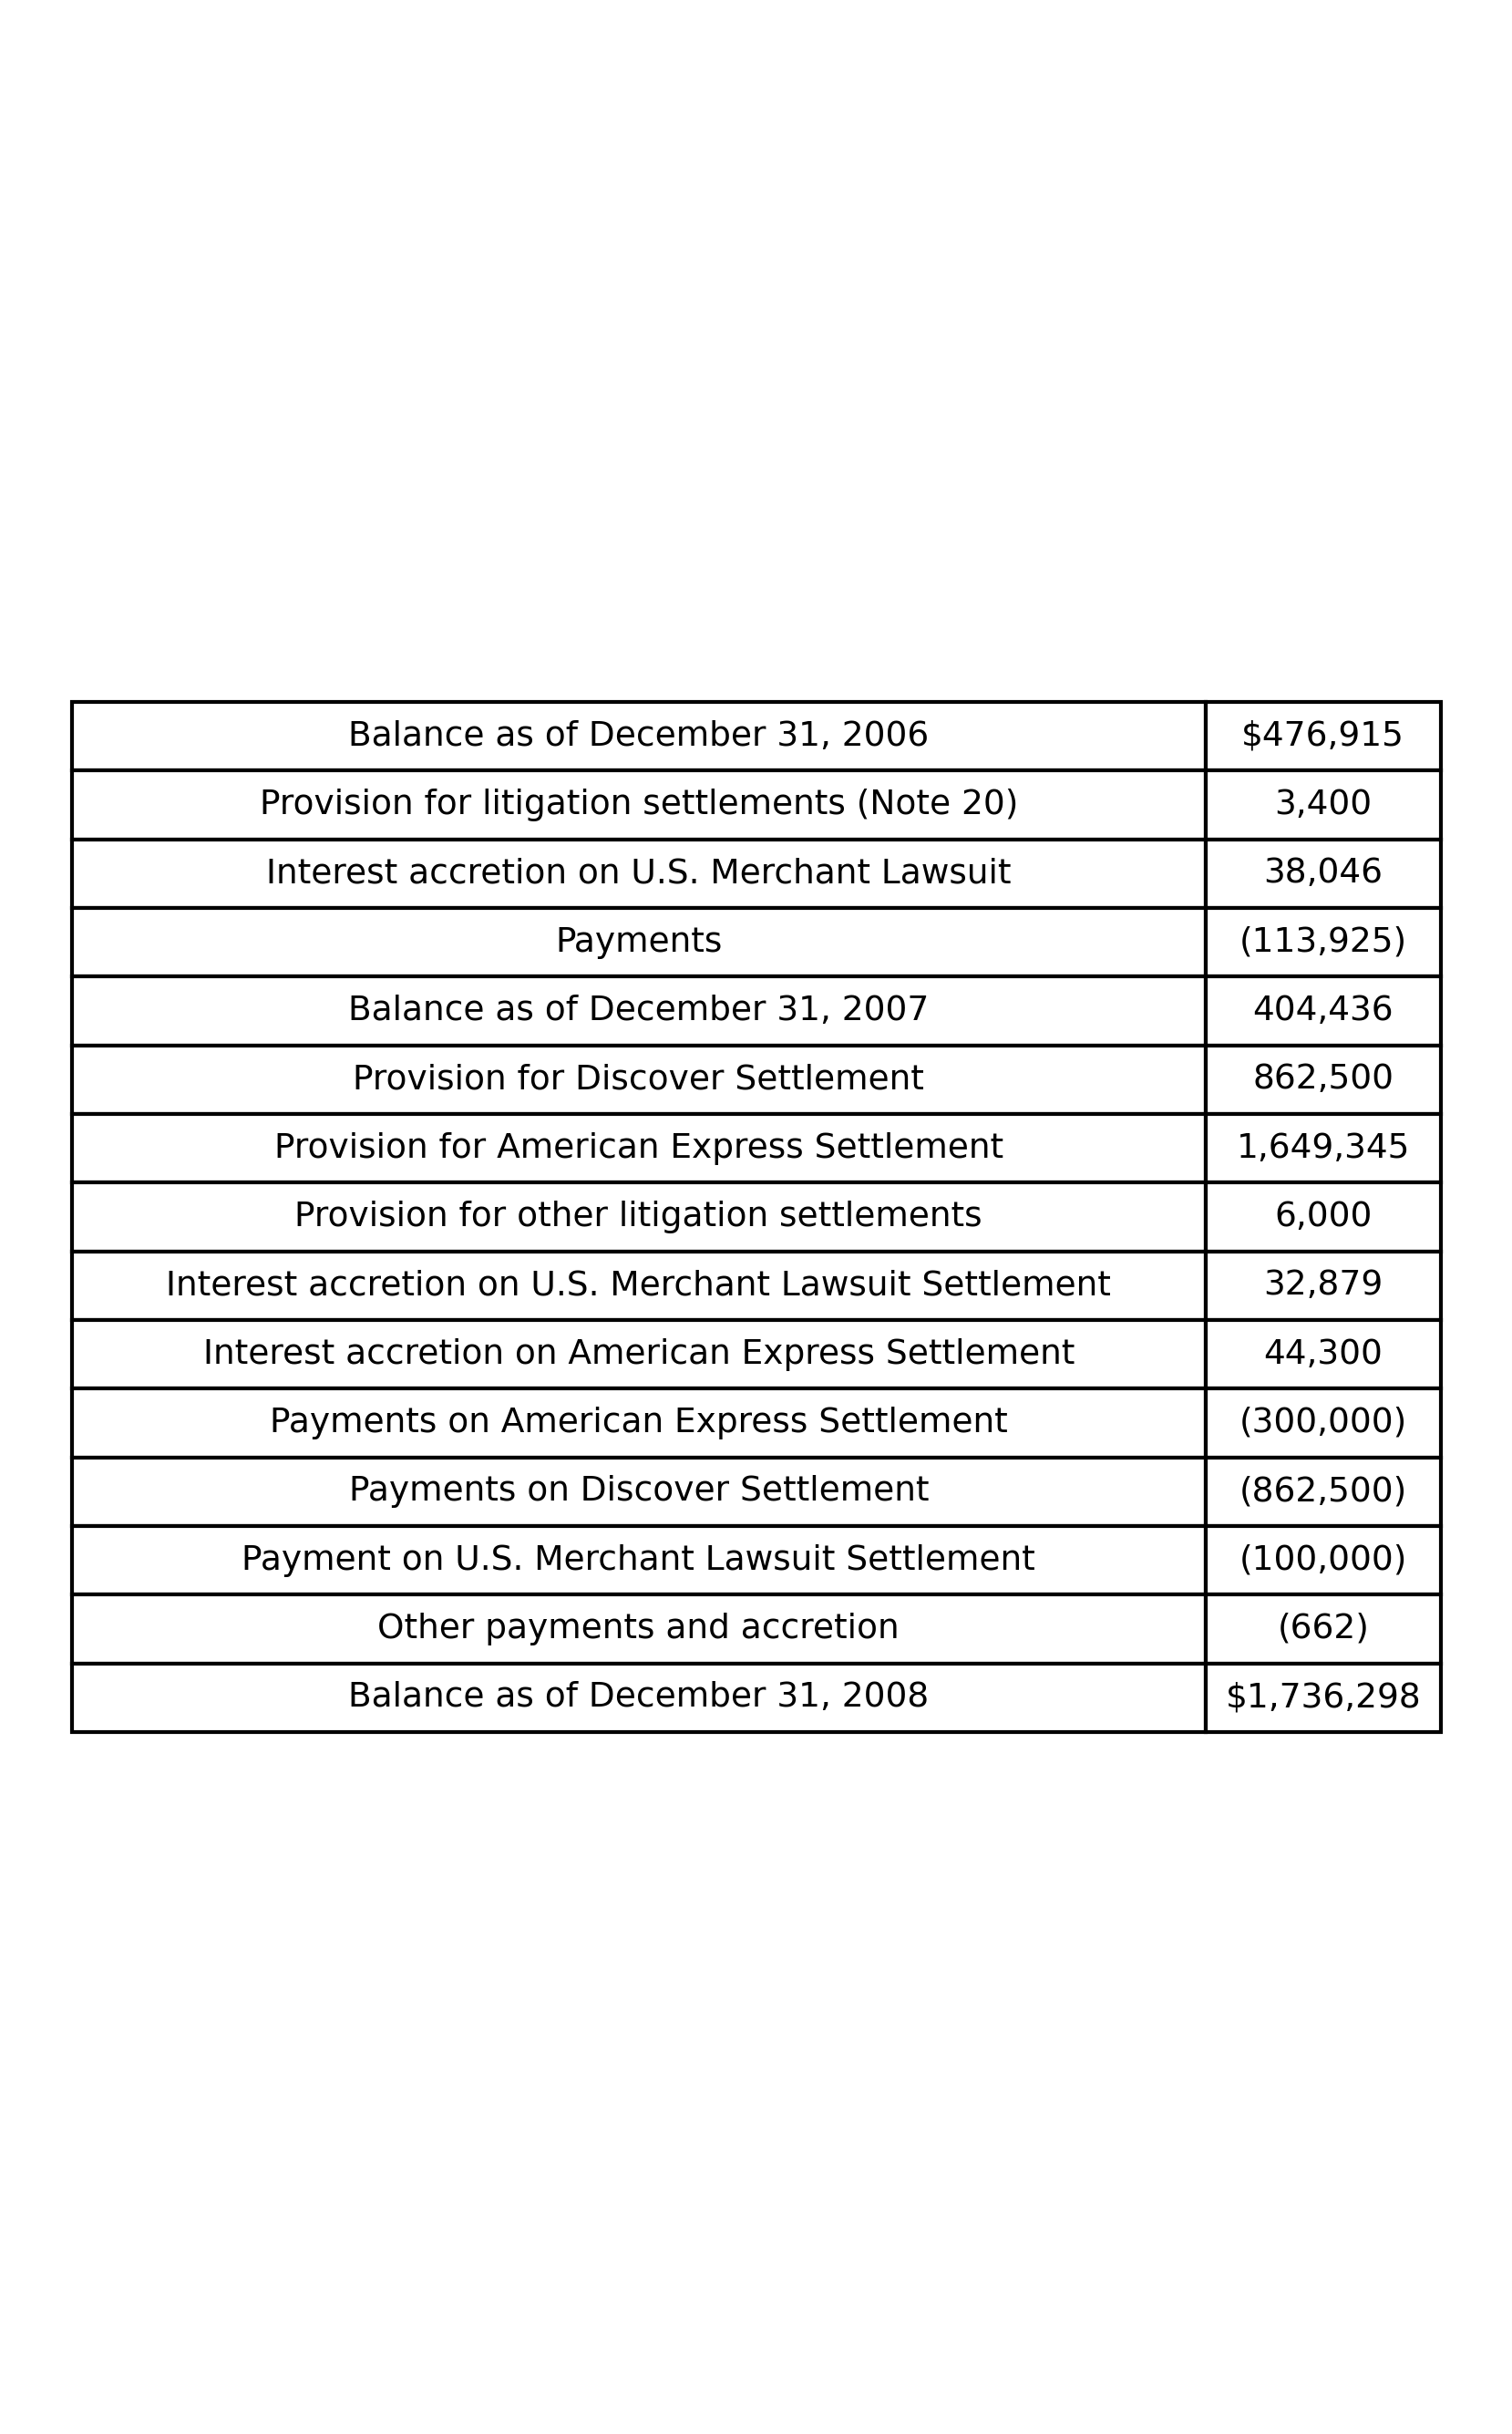 Balance as of December 31, 2006 $476,915
Provision for litigation settlements (Note 20) 3,400
Interest accretion on U.S. Merchant Lawsuit 38,046
Payments (113,925)
Balance as of December 31, 2007 404,436
Provision for Discover Settlement 862,500
Provision for American Express Settlement 1,649,345
Provision for other litigation settlements 6,000
Interest accretion on U.S. Merchant Lawsuit Settlement 32,879
Interest accretion on American Express Settlement 44,300
Payments on American Express Settlement (300,000)
Payments on Discover Settlement (862,500)
Payment on U.S. Merchant Lawsuit Settlement (100,000)
Other payments and accretion (662)
Balance as of December 31, 2008 $1,736,298